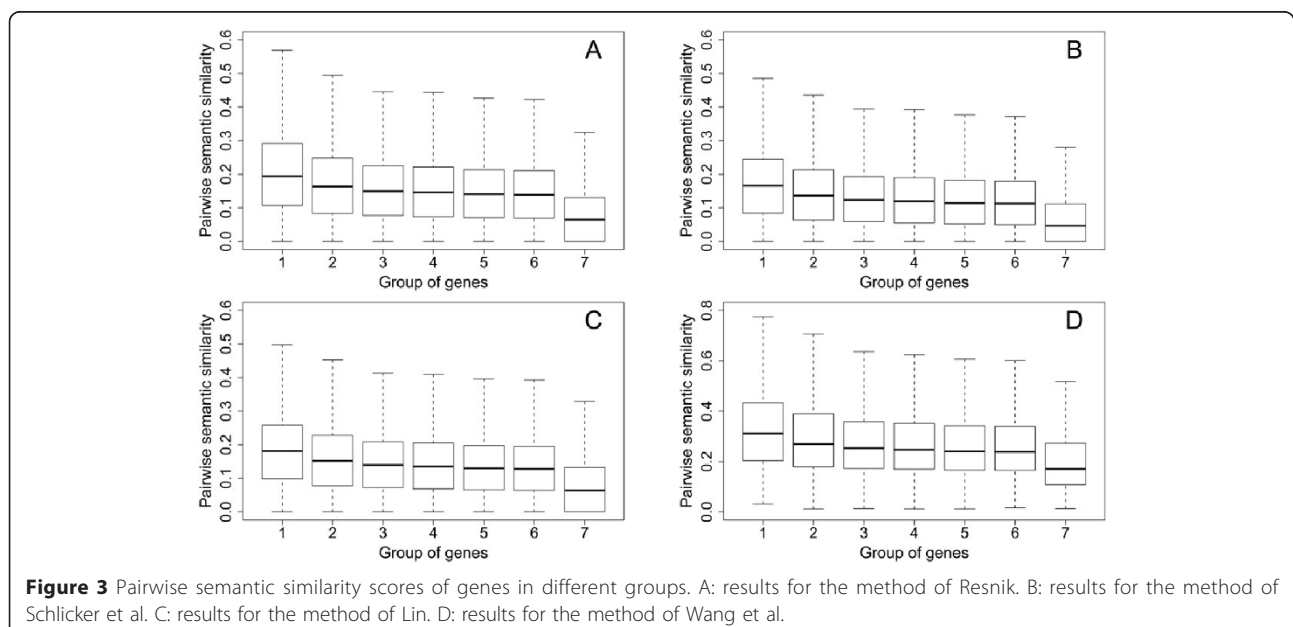 A
Pairwise semantic similarity
0.6
0.5
0.4
0.3
0.2
0.1
0.0
1 2 3 4 5 6 7
Group of genes
B
Pairwise semantic similarity
0.6
0.5
0.4
0.3
0.2
0.1
0.0
1 2 3 4 5 6 7
Group of genes
C
Pairwise semantic similarity
0.6
0.5
0.4
0.3
0.2
0.1
0.0
1 2 3 4 5 6 7
Group of genes
D
Pairwise semantic similarity
0.8
0.6
0.4
0.2
0.0
1 2 3 4 5 6 7
Group of genes
Figure 3 Pairwise semantic similarity scores of genes in different groups. A: results for the method of Resnik. B: results for the method of
Schlicker et al. C: results for the method of Lin. D: results for the method of Wang et al.